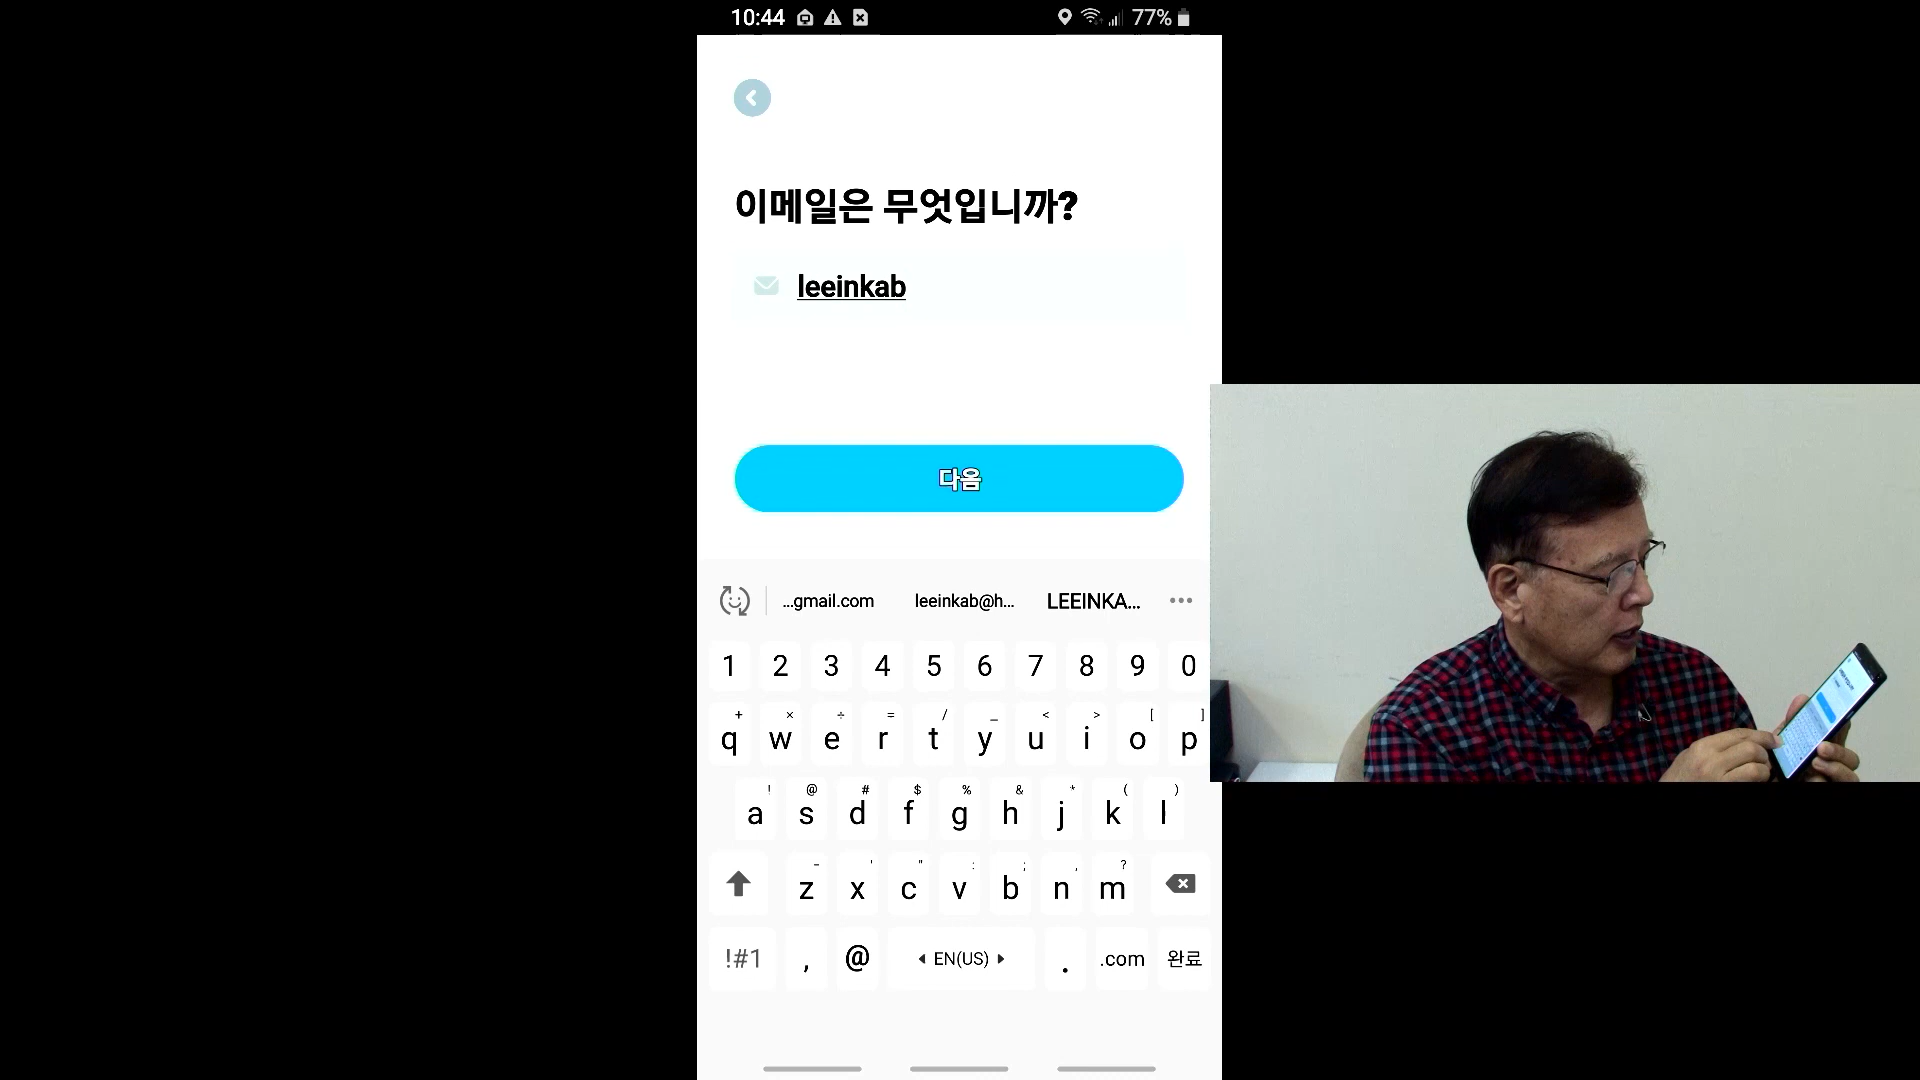 10:44 77%
이메일은 무엇입니까?
leeinkab
다음
...gmail.com leeinkab@h... LEEINKA... •••
1 2 3 4 5 6 7 8 9 0
+ × ÷ = / _ < > [ ]
q w e r t y u i o p
! @ # $ % & * ( )
a s d f g h j k l
- ' " : ; , ?
z x c v b n m
!#1 , @ EN(US) . .com 완료